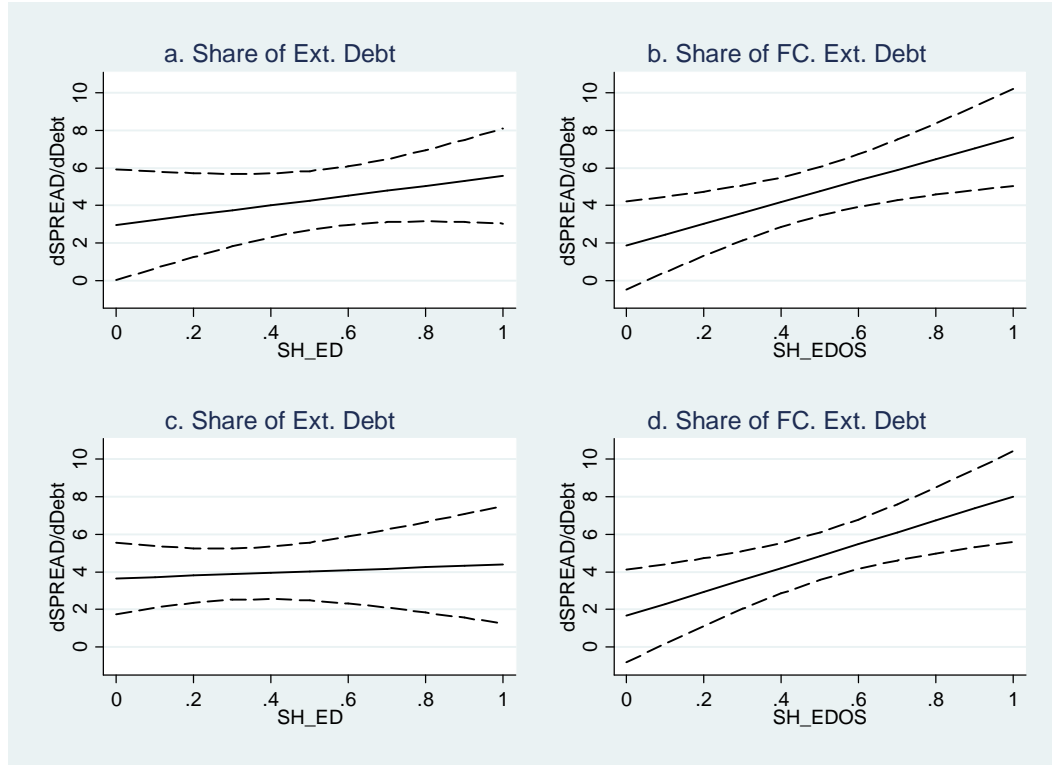 a. Share of Ext. Debt
dSPREAD/dDebt
10
8
6
4
2
0
0 .2 .4 .6 .8 1
SH_ED
b. Share of FC. Ext. Debt
dSPREAD/dDebt
10
8
6
4
2
0
0 .2 .4 .6 .8 1
SH_EDOS
c. Share of Ext. Debt
dSPREAD/dDebt
10
8
6
4
2
0
0 .2 .4 .6 .8 1
SH_ED
d. Share of FC. Ext. Debt
dSPREAD/dDebt
10
8
6
4
2
0
0 .2 .4 .6 .8 1
SH_EDOS